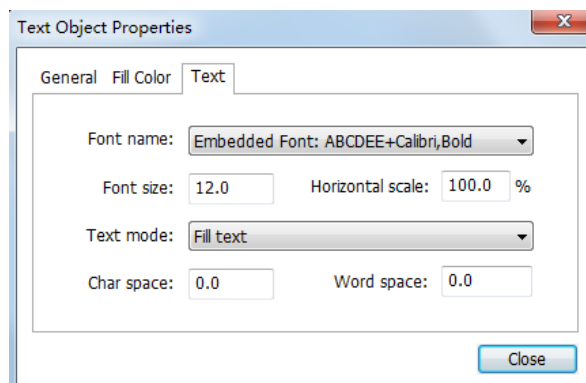 Text Object Properties
General Fill Color Text
Font name: Embedded Font: ABCDEE+Calibri,Bold
Font size: 12.0 Horizontal scale: 100.0 %
Text mode: Fill text
Char space: 0.0 Word space: 0.0
Close